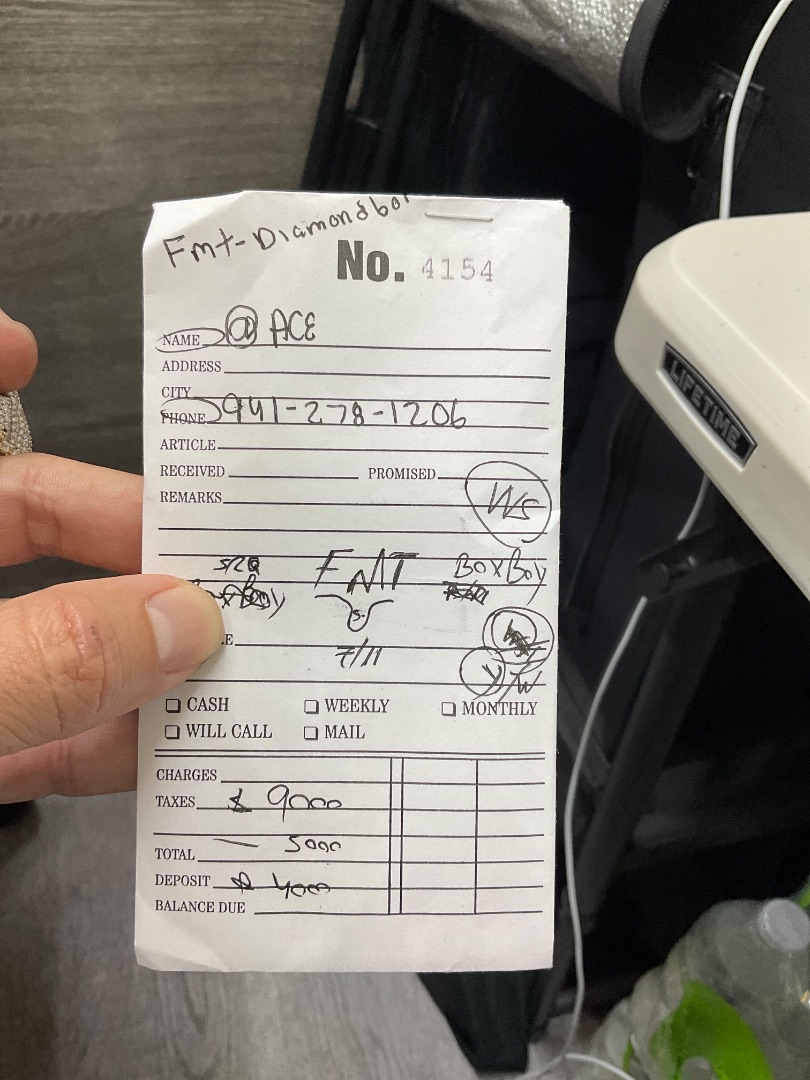 Fmt-Diamond
No. 4154
NAME @ ACE
ADDRESS
CITY
PHONE 941-278-1206
ARTICLE
RECEIVED PROMISED
REMARKS WS
FMT BoxBoy
7/11
CASH WEEKLY MONTHLY
WILL CALL MAIL
CHARGES
TAXES $ 9000
TOTAL — 5000
DEPOSIT $ 4000
BALANCE DUE
LIFETIME